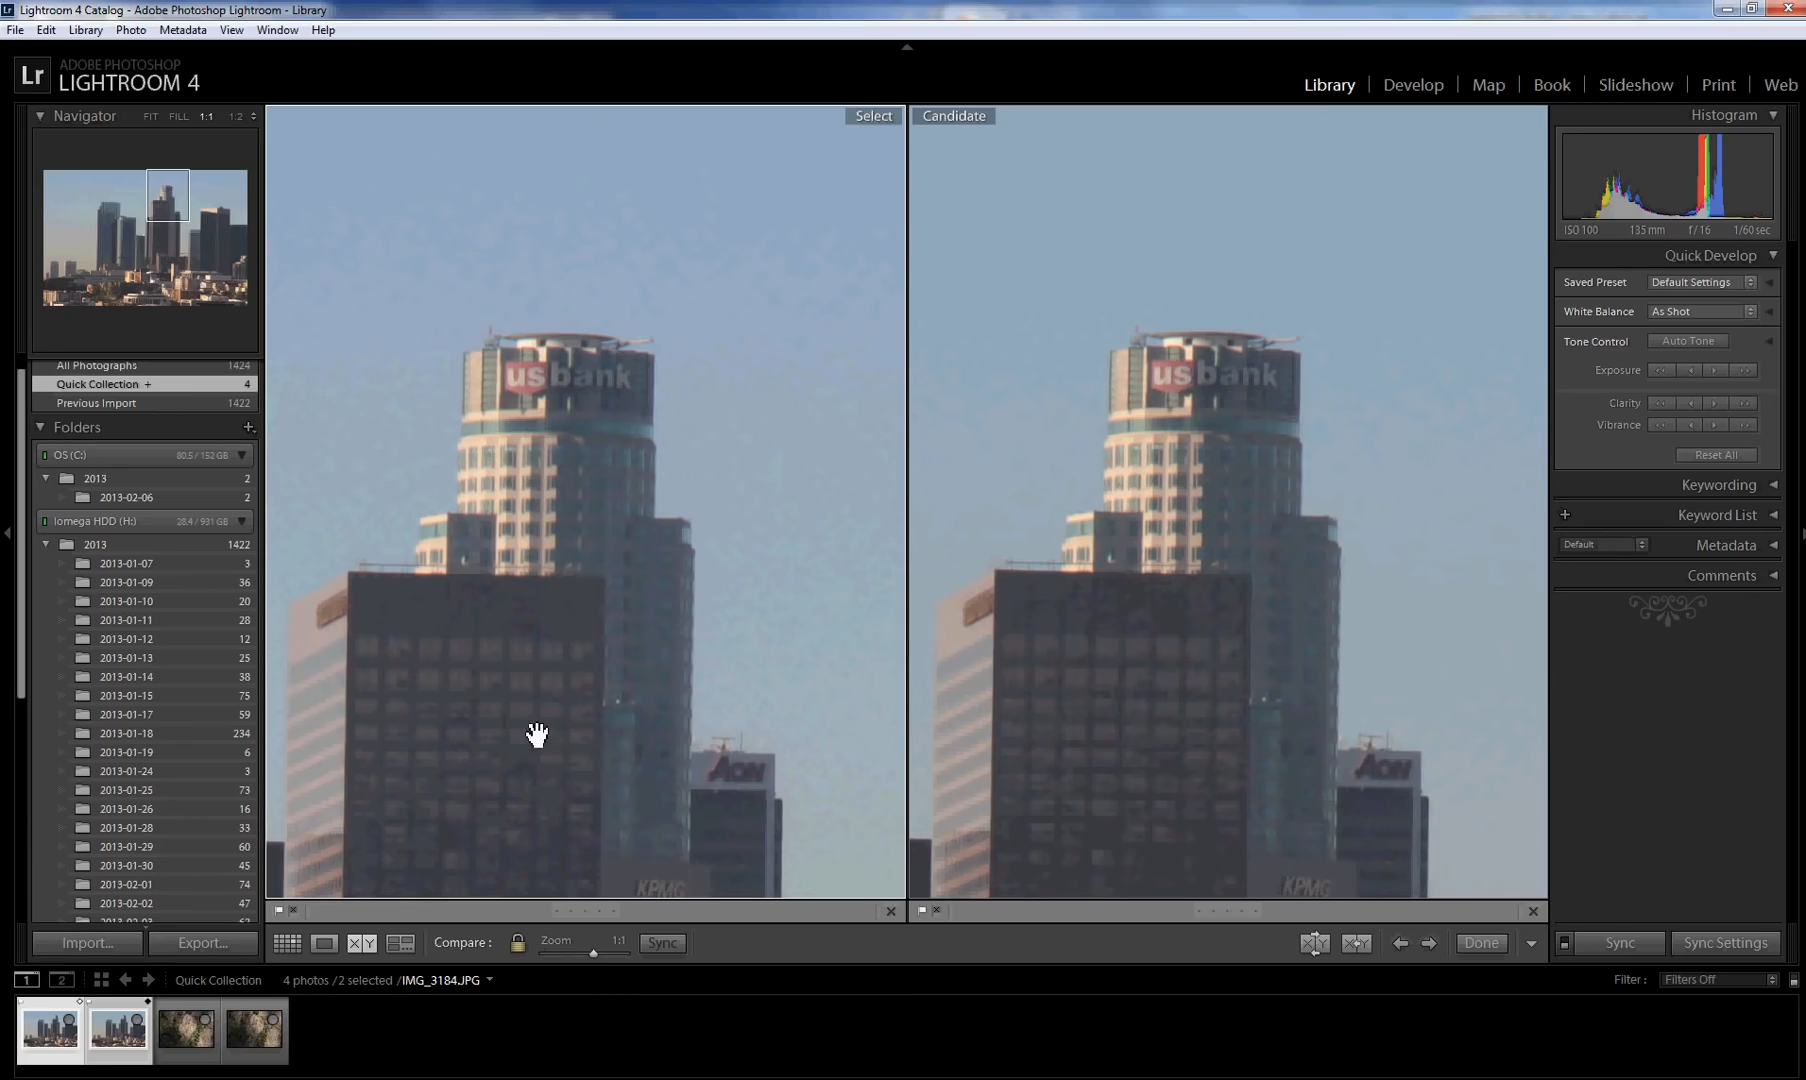 Lightroom 4 Catalog - Adobe Photoshop Lightroom - Library
File Edit Library Photo Metadata View Window Help
Lr ADOBE PHOTOSHOP
LIGHTROOM 4
Library Develop Map Book Slideshow Print Web
Navigator FIT FILL 1:1 1:2
All Photographs 1424
Quick Collection + 4
Previous Import 1422
Folders +
OS (C:) 80.5 / 152 GB
2013 2
2013-02-06 2
Iomega HDD (H:) 28.4 / 931 GB
2013 1422
2013-01-07 3
2013-01-09 36
2013-01-10 20
2013-01-11 28
2013-01-12 12
2013-01-13 25
2013-01-14 38
2013-01-15 75
2013-01-17 59
2013-01-18 234
2013-01-19 6
2013-01-24 3
2013-01-25 73
2013-01-26 16
2013-01-28 33
2013-01-29 60
2013-01-30 45
2013-02-01 74
2013-02-02 47
Import... Export...
Select
usbank
AON
KPMG
Candidate
usbank
AON
KPMG
Histogram
ISO 100 135 mm f / 16 1/60 sec
Quick Develop
Saved Preset Default Settings
White Balance As Shot
Tone Control Auto Tone
Exposure
Clarity
Vibrance
Reset All
Keywording
+ Keyword List
Default Metadata
Comments
XY Compare : Zoom 1:1 Sync
XY XY Done
Sync Sync Settings
1 2 Quick Collection 4 photos /2 selected /IMG_3184.JPG
Filter : Filters Off